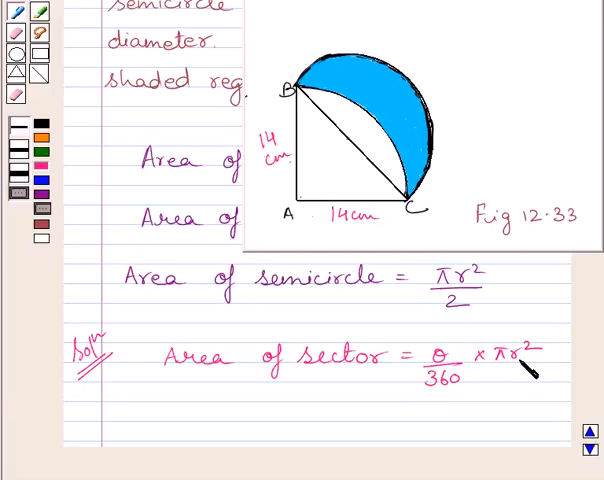 semicircle
diameter.
shaded reg
Area of
Area of
B
14
cm
A
14cm
C
Fig 12.33
Area of semicircle = πr²/2
Solⁿ
Area of sector = θ/360 × πr²